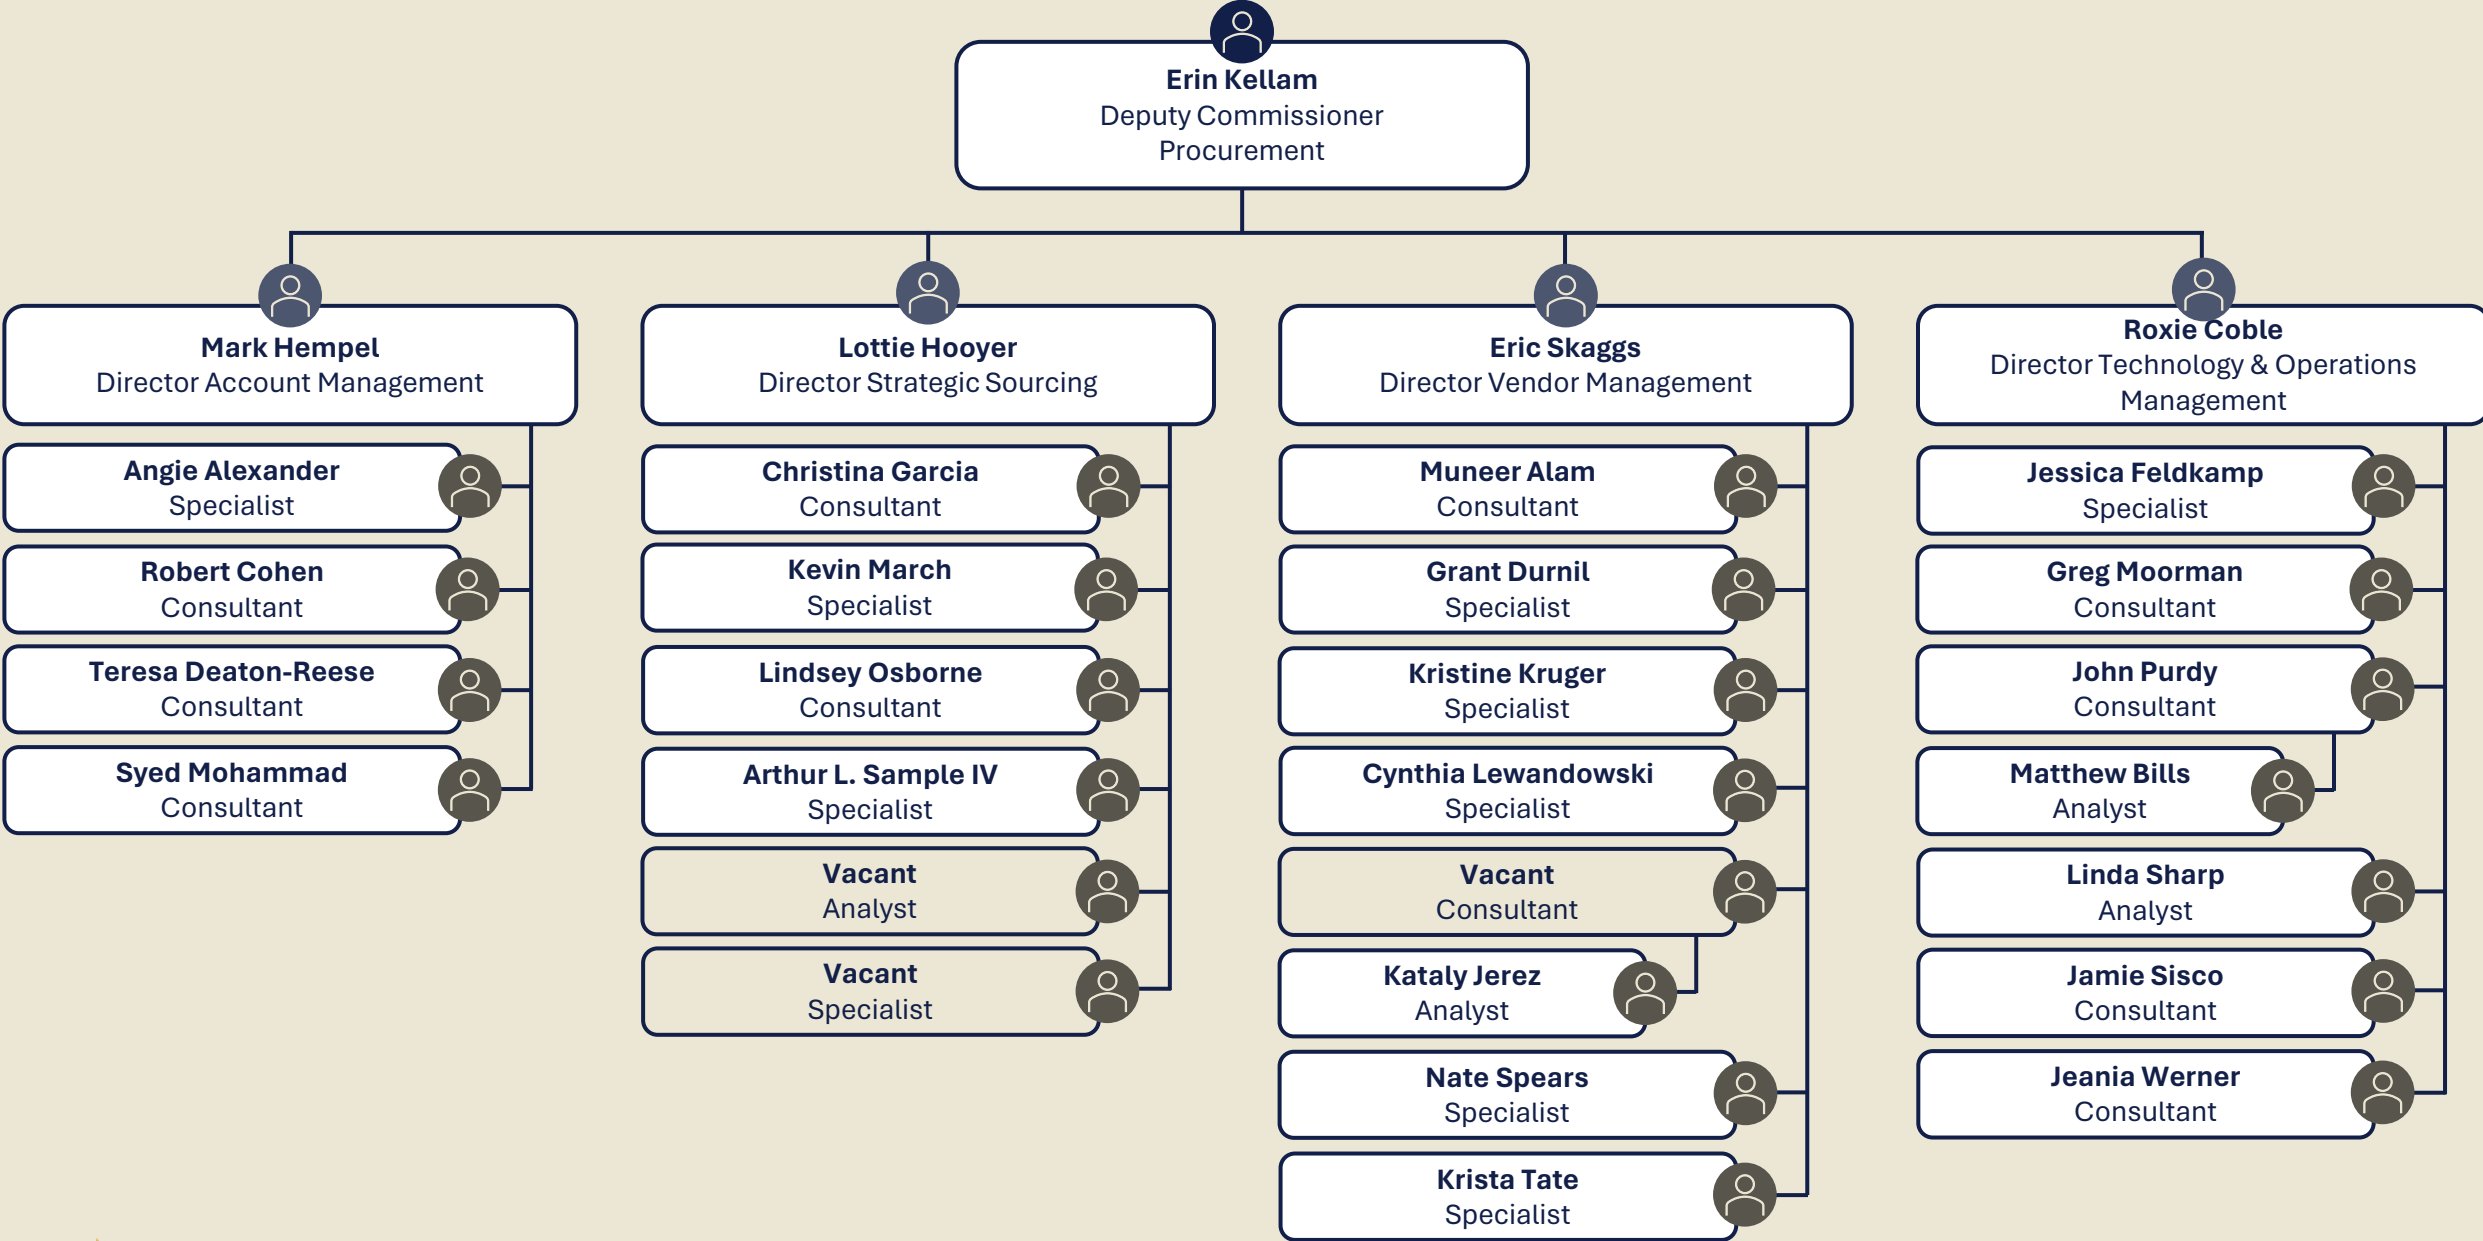 Erin Kellam
Deputy Commissioner
Procurement
Mark Hempel
Director Account Management
Angie Alexander
Specialist
Robert Cohen
Consultant
Teresa Deaton-Reese
Consultant
Syed Mohammad
Consultant
Lottie Hooyer
Director Strategic Sourcing
Christina Garcia
Consultant
Kevin March
Specialist
Lindsey Osborne
Consultant
Arthur L. Sample IV
Specialist
Vacant
Analyst
Vacant
Specialist
Eric Skaggs
Director Vendor Management
Muneer Alam
Consultant
Grant Durnil
Specialist
Kristine Kruger
Specialist
Cynthia Lewandowski
Specialist
Vacant
Consultant
Kataly Jerez
Analyst
Nate Spears
Specialist
Krista Tate
Specialist
Roxie Coble
Director Technology & Operations
Management
Jessica Feldkamp
Specialist
Greg Moorman
Consultant
John Purdy
Consultant
Matthew Bills
Analyst
Linda Sharp
Analyst
Jamie Sisco
Consultant
Jeania Werner
Consultant